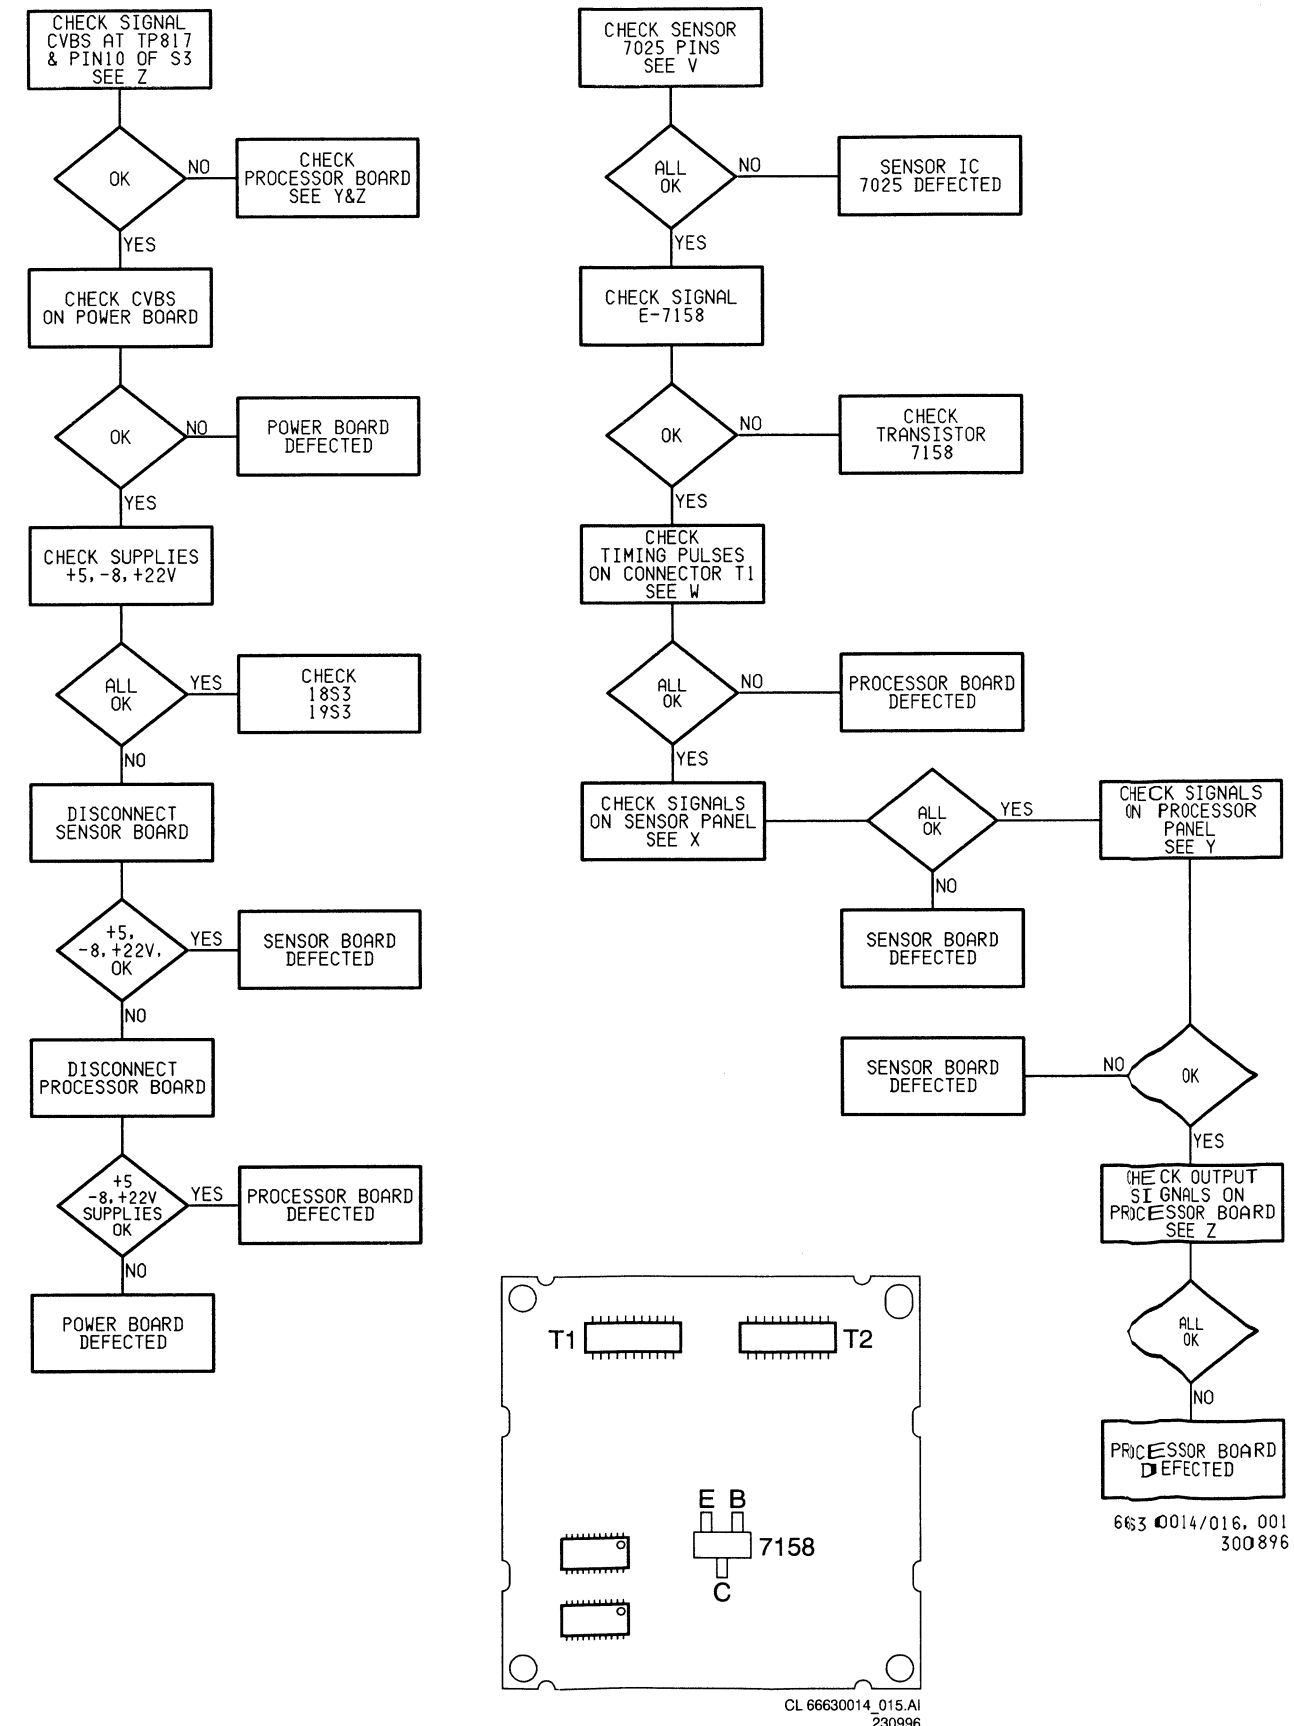 CHECK SIGNAL
CVBS AT TP817
& PIN10 OF S3
SEE Z
OK
NO
CHECK
PROCESSOR BOARD
SEE Y&Z
YES
CHECK CVBS
ON POWER BOARD
OK
NO
POWER BOARD
DEFECTED
YES
CHECK SUPPLIES
+5,-8,+22V
ALL
OK
YES
CHECK
18S3
19S3
NO
DISCONNECT
SENSOR BOARD
+5,
-8,+22V,
OK
YES
SENSOR BOARD
DEFECTED
NO
DISCONNECT
PROCESSOR BOARD
+5
-8,+22V
SUPPLIES
OK
YES
PROCESSOR BOARD
DEFECTED
NO
POWER BOARD
DEFECTED
CHECK SENSOR
7025 PINS
SEE V
ALL
OK
NO
SENSOR IC
7025 DEFECTED
YES
CHECK SIGNAL
E-7158
OK
NO
CHECK
TRANSISTOR
7158
YES
CHECK
TIMING PULSES
ON CONNECTOR T1
SEE W
ALL
OK
NO
PROCESSOR BOARD
DEFECTED
YES
CHECK SIGNALS
ON SENSOR PANEL
SEE X
ALL
OK
YES
CHECK SIGNALS
ON PROCESSOR
PANEL
SEE Y
NO
SENSOR BOARD
DEFECTED
OK
NO
SENSOR BOARD
DEFECTED
YES
CHECK OUTPUT
SIGNALS ON
PROCESSOR BOARD
SEE Z
ALL
OK
NO
PROCESSOR BOARD
DEFECTED
6663 0014/016. 001
300896
T1
T2
E B
7158
C
CL 66630014_015.AI
230996